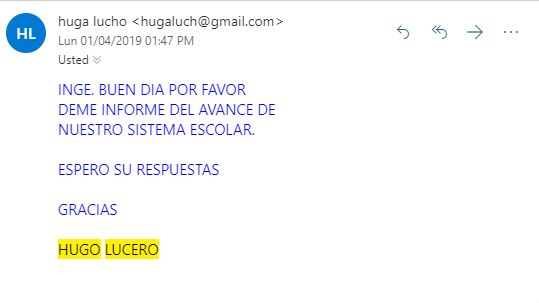 HL
huga lucho <hugaluch@gmail.com>
Lun 01/04/2019 01:47 PM
Usted
INGE. BUEN DIA POR FAVOR
DEME INFORME DEL AVANCE DE
NUESTRO SISTEMA ESCOLAR.
ESPERO SU RESPUESTAS
GRACIAS
HUGO LUCERO